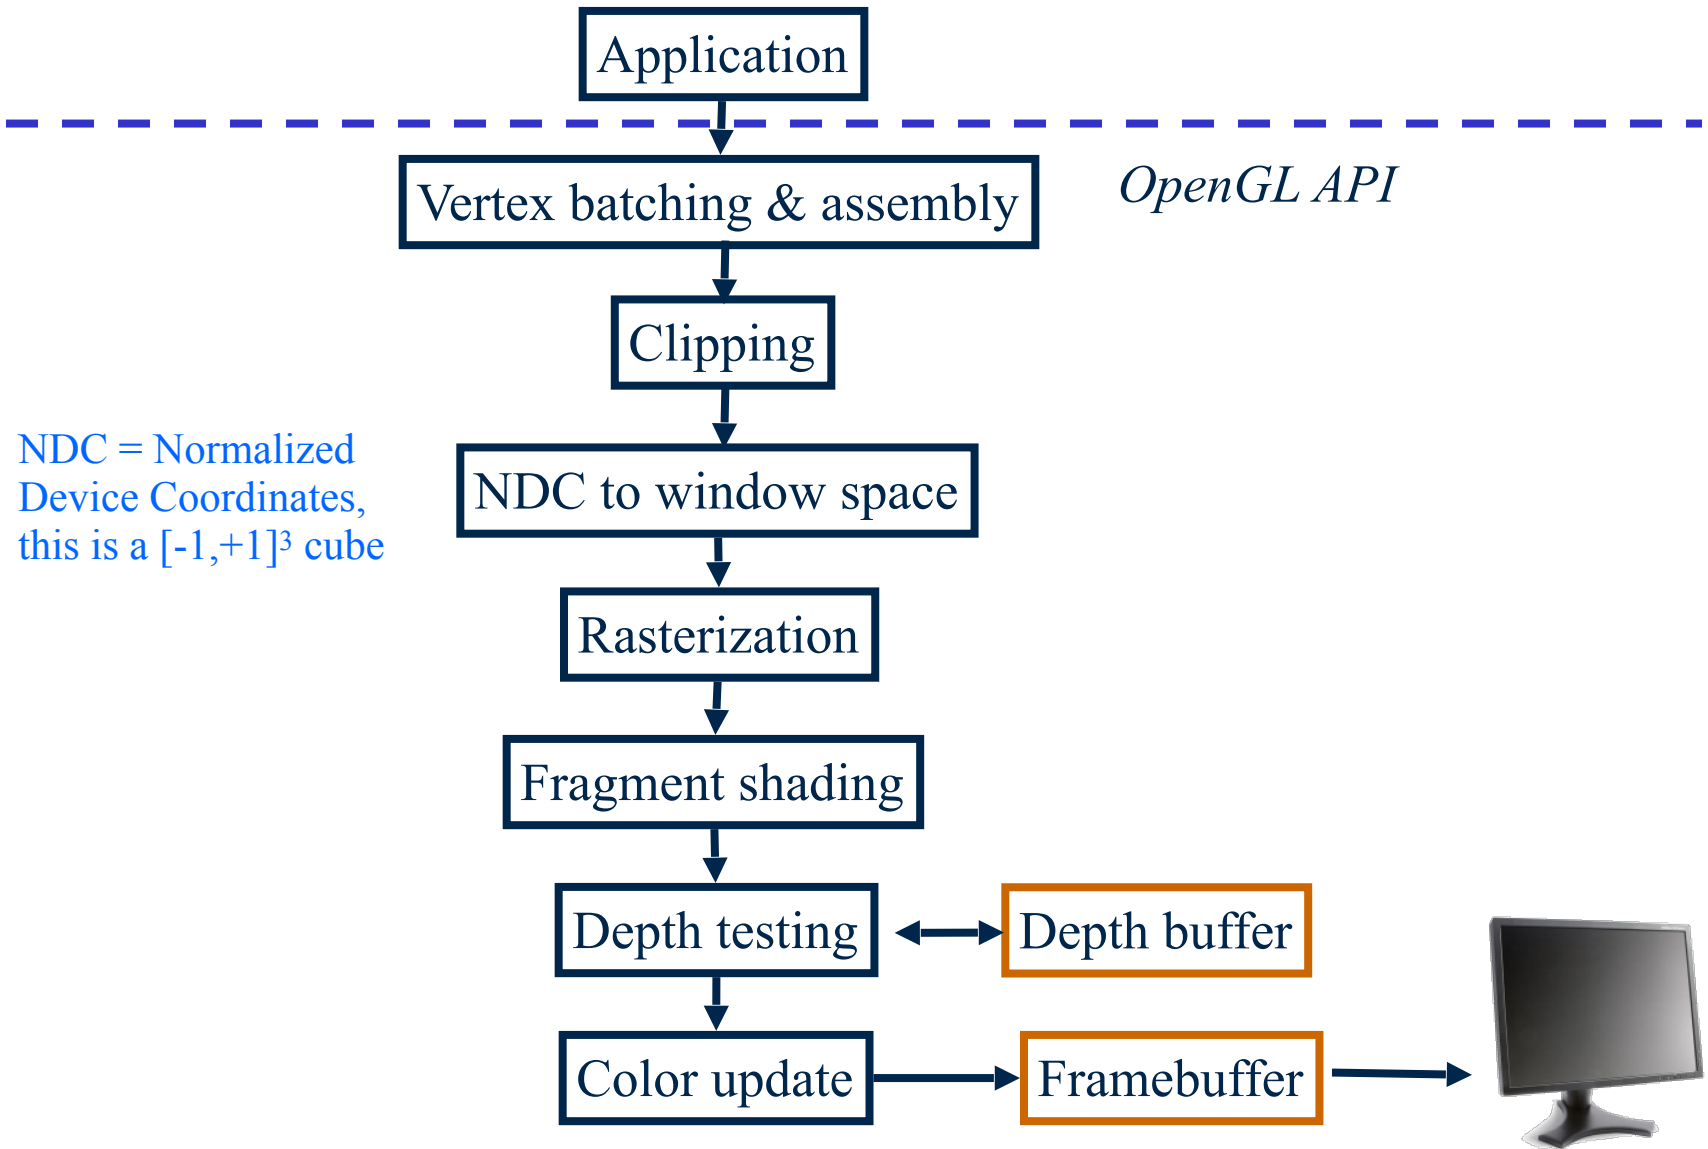 Application
Vertex batching & assembly
OpenGL API
Clipping
NDC = Normalized
Device Coordinates,
this is a [-1,+1]³ cube
NDC to window space
Rasterization
Fragment shading
Depth testing
Depth buffer
Color update
Framebuffer